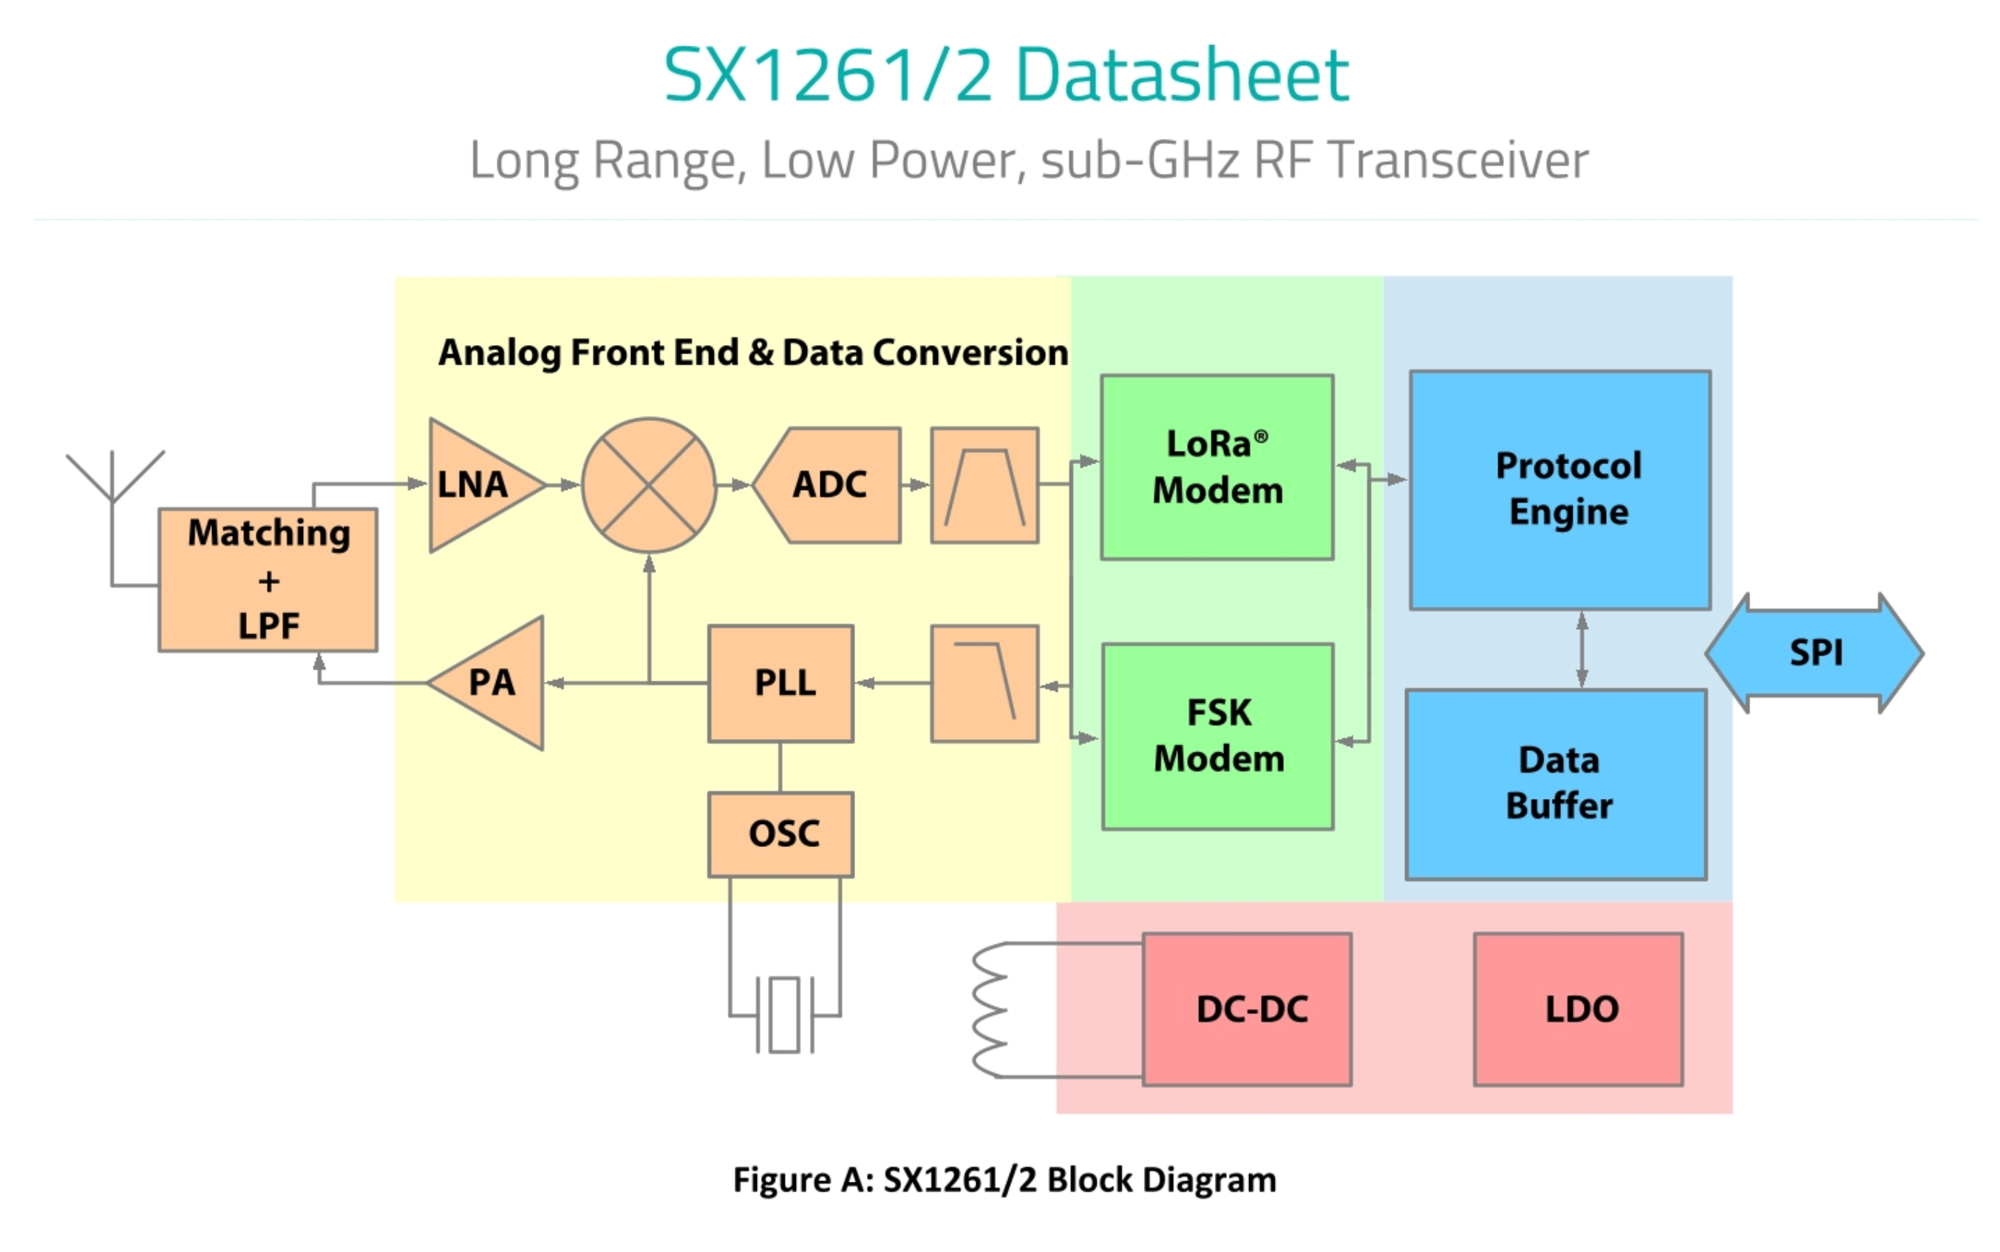 SX1261/2 Datasheet
Long Range, Low Power, sub-GHz RF Transceiver
Analog Front End & Data Conversion
LNA
ADC
LoRa®
Modem
Protocol
Engine
Matching
+
LPF
PA
PLL
FSK
Modem
SPI
OSC
Data
Buffer
DC-DC
LDO
Figure A: SX1261/2 Block Diagram